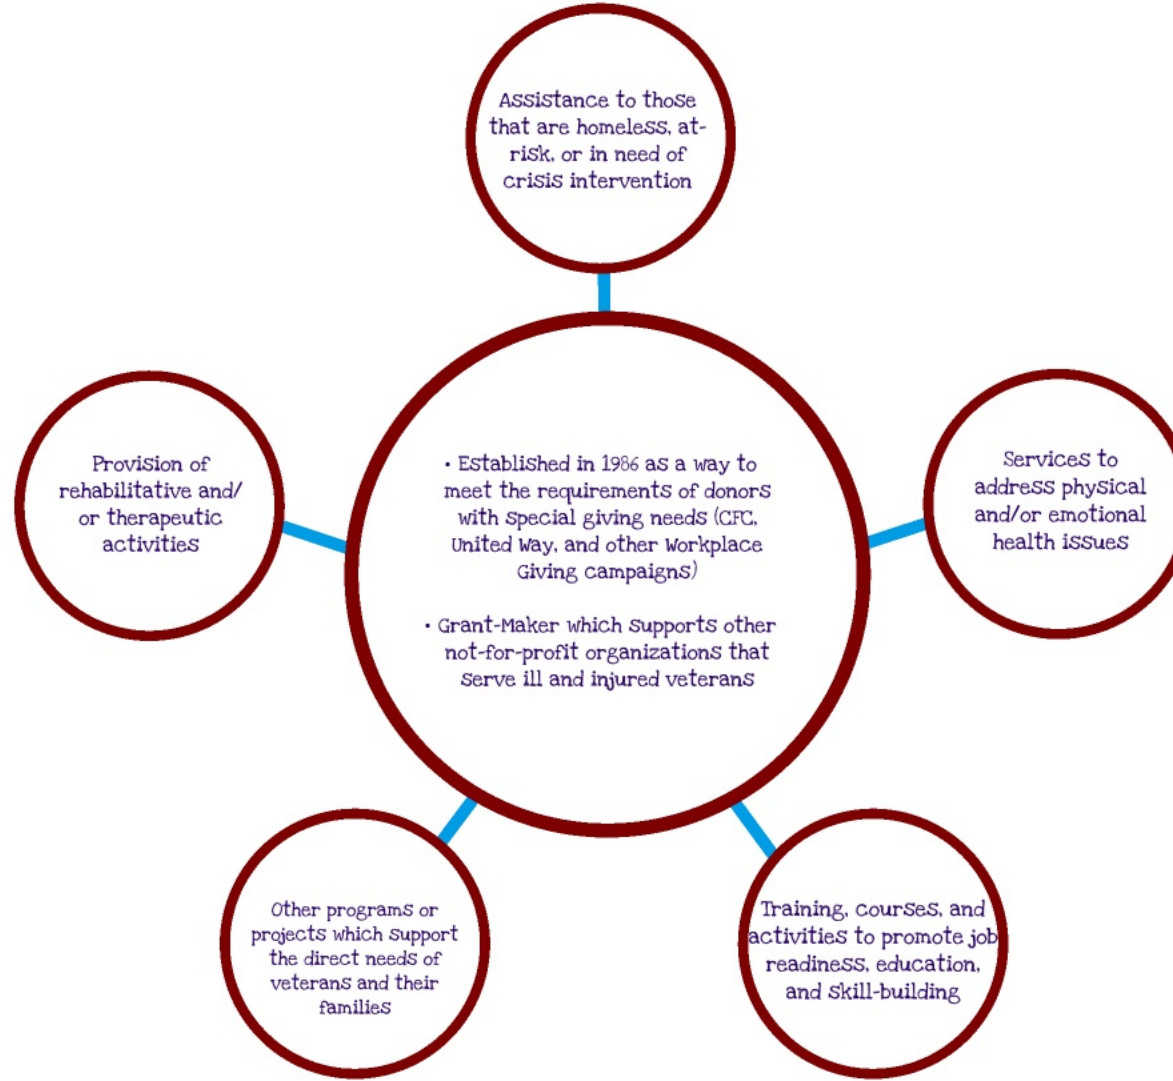 Assistance to those
that are homeless, at-
risk, or in need of
crisis intervention
Provision of
rehabilitative and/
or therapeutic
activities
• Established in 1986 as a way to
meet the requirements of donors
with special giving needs (CFC,
United Way, and other Workplace
Giving campaigns)
• Grant-Maker which supports other
not-for-profit organizations that
serve ill and injured veterans
Services to
address physical
and/or emotional
health issues
Other programs or
projects which support
the direct needs of
veterans and their
families
Training, courses, and
activities to promote job
readiness, education,
and skill-building